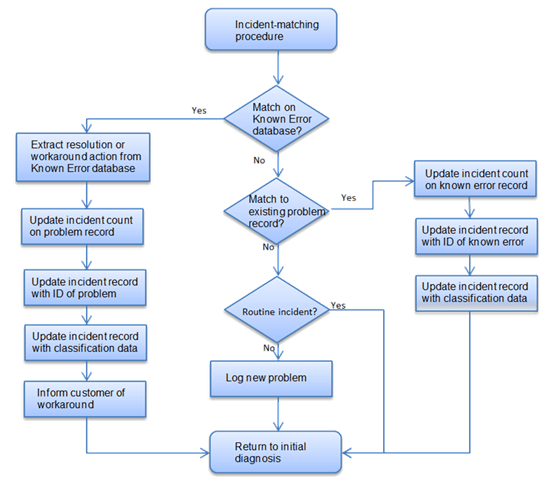 Incident-matching
procedure
Yes
Match on
Known Error
database?
Extract resolution or
workaround action from
Known Error database
No
Update incident count
on known error record
Yes
Match to
existing problem
record?
Update incident count
on problem record
Update incident record
with ID of known error
No
Update incident record
with ID of problem
Update incident record
with classification data
Routine incident?
Yes
Update incident record
with classification data
No
Log new problem
Inform customer of
workaround
Return to initial
diagnosis